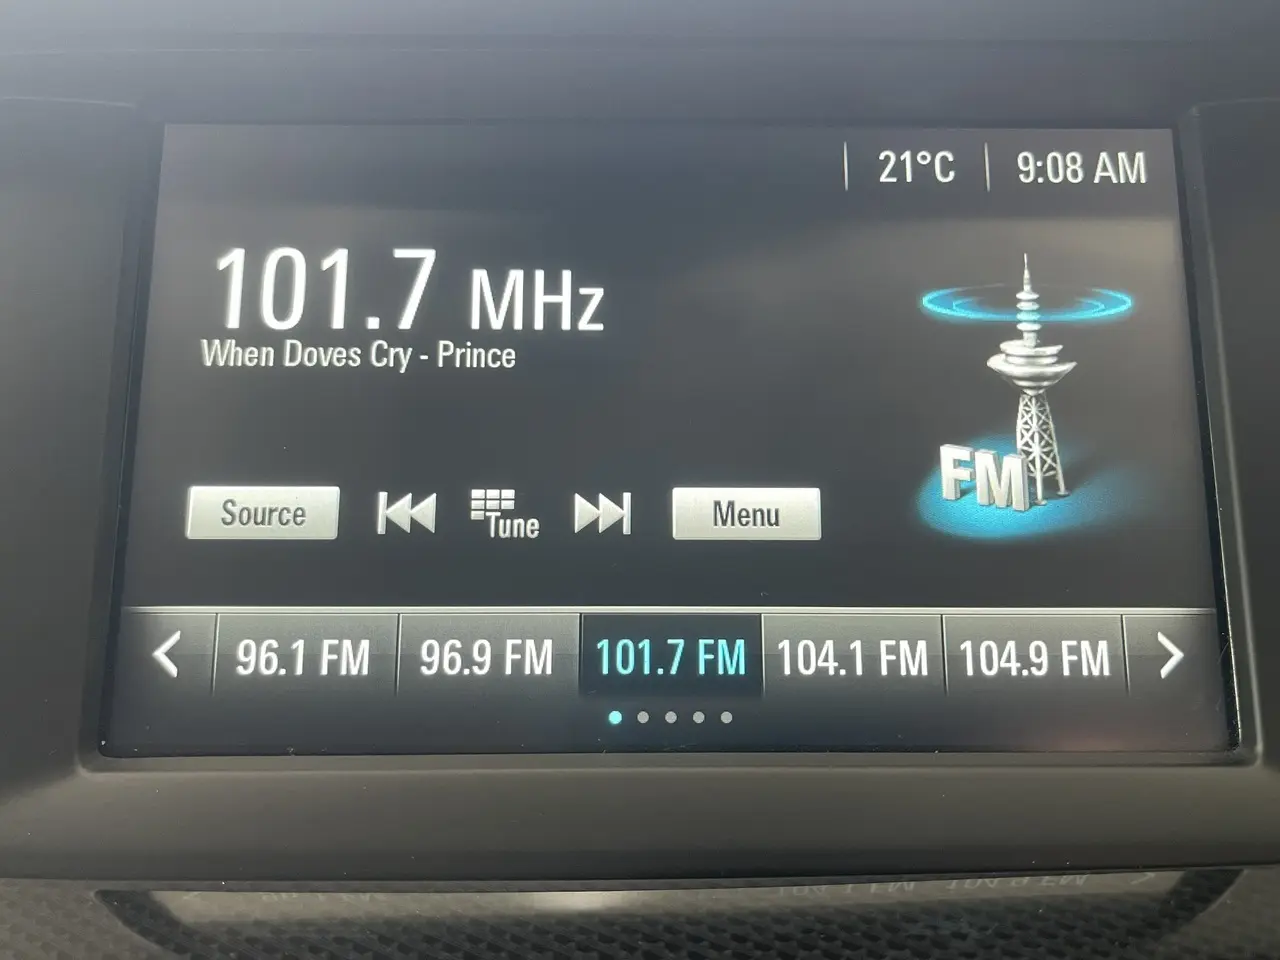 21°C 9:08 AM
101.7 MHz
When Doves Cry - Prince
FM
Source Tune Menu
96.1 FM 96.9 FM 101.7 FM 104.1 FM 104.9 FM